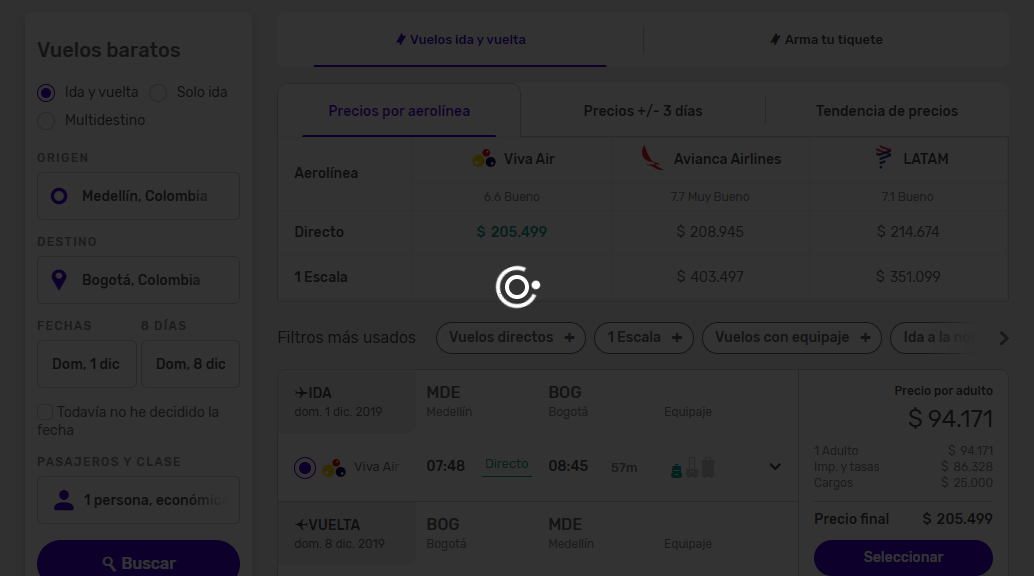 Vuelos baratos
Ida y vuelta
Solo ida
Multidestino
ORIGEN
Medellín, Colombia
DESTINO
Bogotá, Colombia
FECHAS
8 DÍAS
Dom, 1 dic
Dom, 8 dic
Todavía no he decidido la
fecha
PASAJEROS Y CLASE
1 persona, económica
Buscar
Vuelos ida y vuelta
Arma tu tiquete
Precios por aerolínea
Precios +/- 3 días
Tendencia de precios
Aerolínea
Viva Air
Avianca Airlines
LATAM
6.6 Bueno
7.7 Muy Bueno
7.1 Bueno
Directo
$ 205.499
$ 208.945
$ 214.674
1 Escala
$ 403.497
$ 351.099
Filtros más usados
Vuelos directos +
1 Escala +
Vuelos con equipaje +
Ida a la no
IDA
dom. 1 dic. 2019
MDE
Medellín
BOG
Bogotá
Equipaje
Viva Air
07:48
Directo
08:45
57m
VUELTA
dom. 8 dic. 2019
BOG
Bogotá
MDE
Medellín
Equipaje
Precio por adulto
$ 94.171
1 Adulto $ 94.171
Imp. y tasas $ 86.328
Cargos $ 25.000
Precio final $ 205.499
Seleccionar